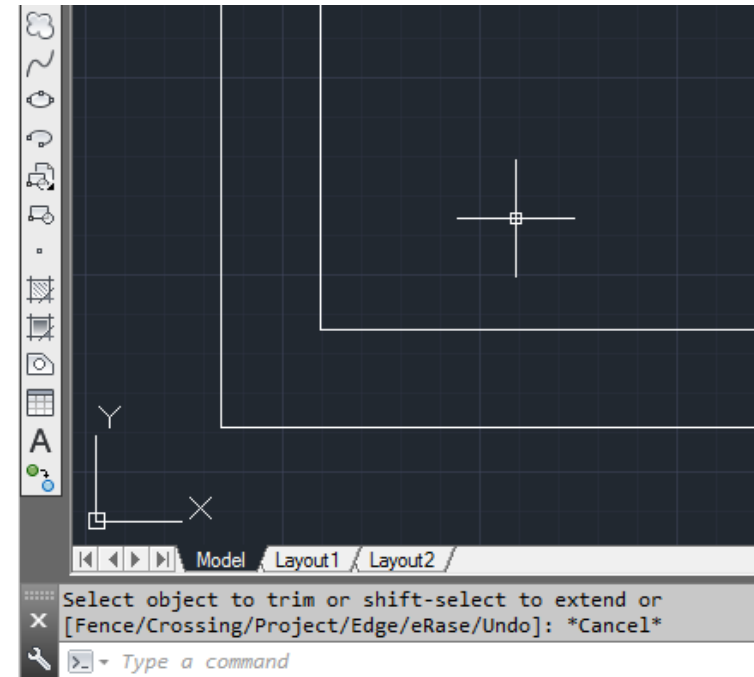 A
Y
X
Model Layout1 Layout2
Select object to trim or shift-select to extend or
[Fence/Crossing/Project/Edge/eRase/Undo]: *Cancel*
Type a command